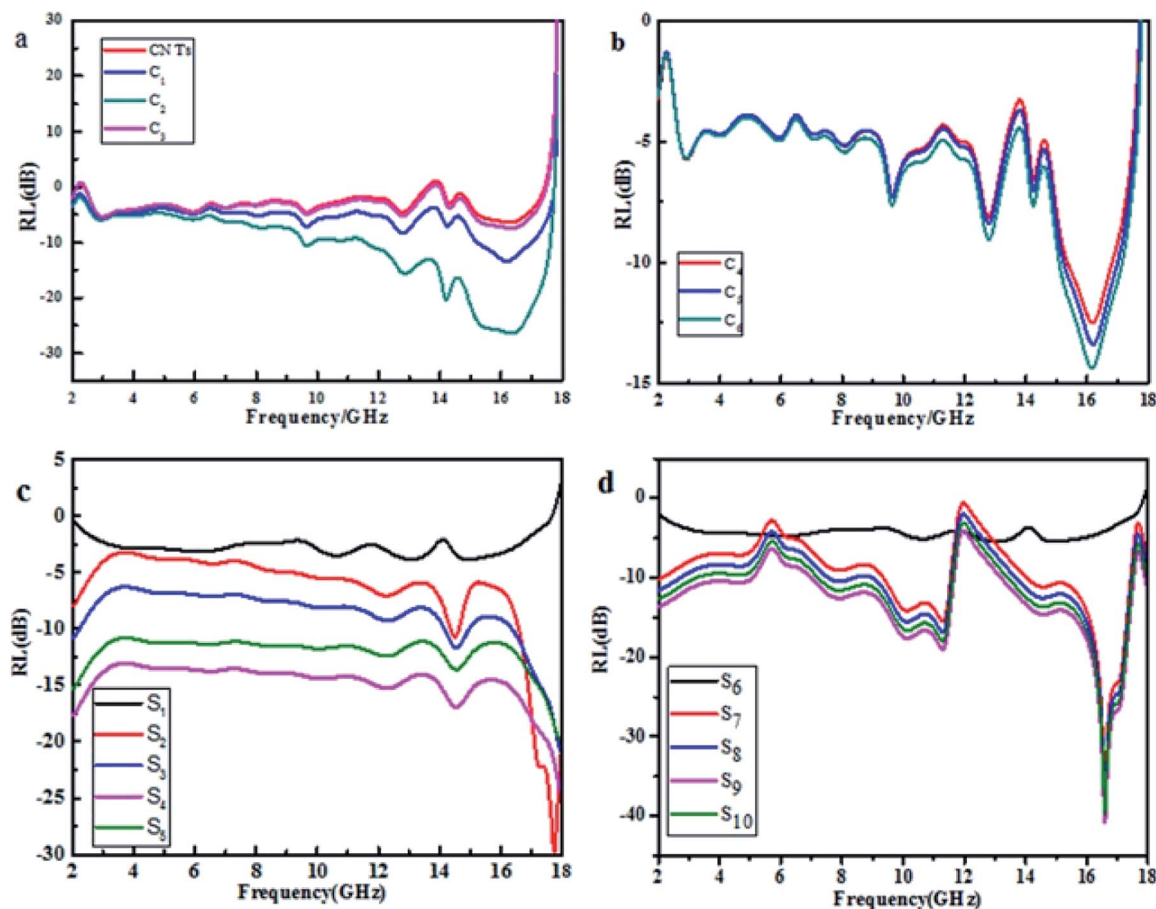 a
CN Ts
C1
C2
C3
30
20
10
0
-10
-20
-30
RL(dB)
2 4 6 8 10 12 14 16 18
Frequency/GHz
b
C4
C5
C6
0
-5
-10
-15
RL(dB)
2 4 6 8 10 12 14 16 18
Frequency/GHz
c
5
0
-5
-10
-15
-20
-25
-30
RL(dB)
S1
S2
S3
S4
S5
2 4 6 8 10 12 14 16 18
Frequency(GHz)
d
0
-10
-20
-30
-40
RL(dB)
S6
S7
S8
S9
S10
2 4 6 8 10 12 14 16 18
Frequency(GHz)